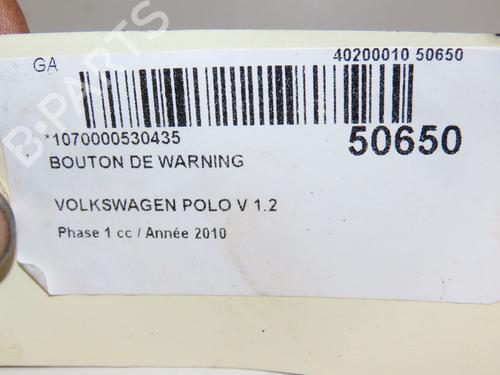 GA
40200010 50650
*1070000530435
50650
BOUTON DE WARNING
VOLKSWAGEN POLO V 1.2
Phase 1 cc / Année 2010
B-PARTS